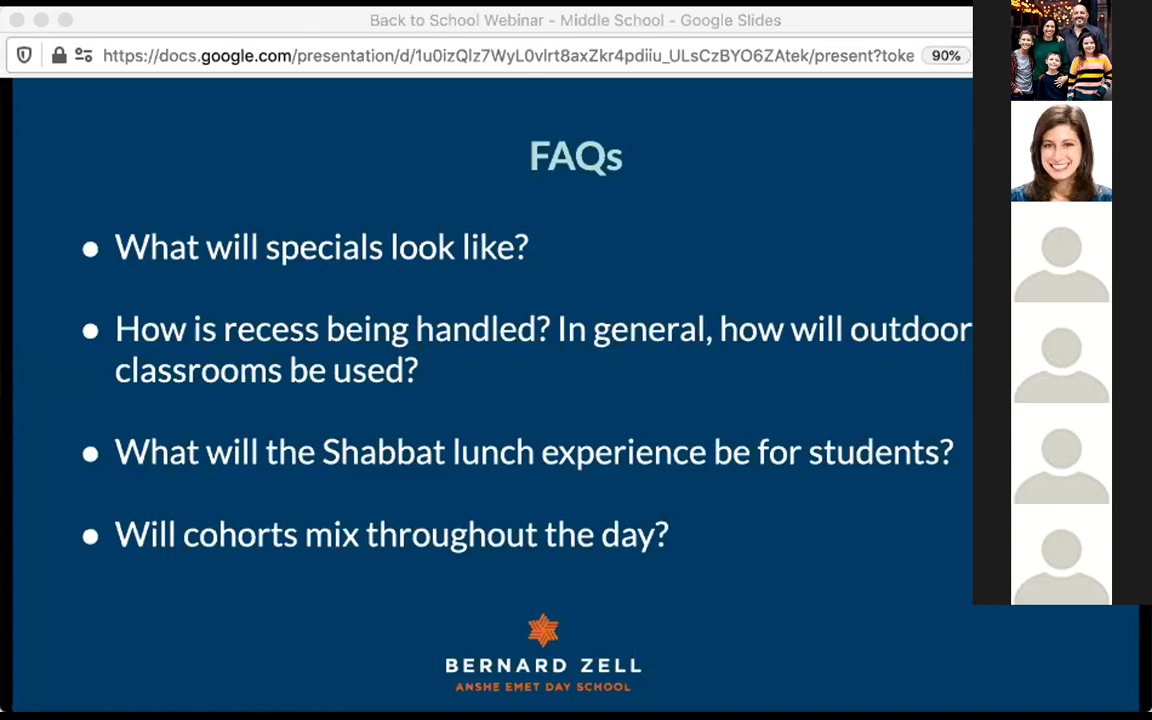 Back to School Webinar - Middle School - Google Slides
https://docs.google.com/presentation/d/1u0izQlz7WyL0vlrt8axZkr4pdiiu_ULsCzBYO6ZAtek/present?toke 90%
FAQs
● What will specials look like?
● How is recess being handled? In general, how will outdoor
classrooms be used?
● What will the Shabbat lunch experience be for students?
● Will cohorts mix throughout the day?
BERNARD ZELL
ANSHE EMET DAY SCHOOL